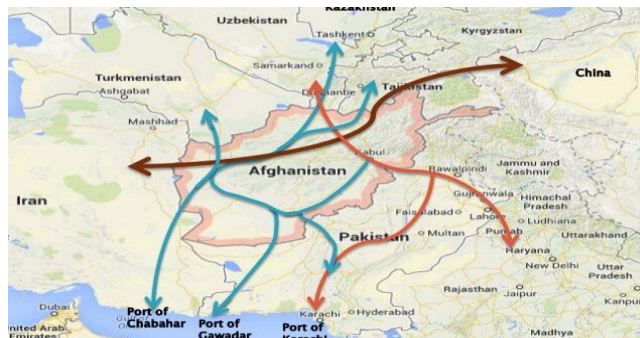 Kazakhstan
Uzbekistan
Tashkent
Kyrgyzstan
Samarkand
Turkmenistan
Ashgabat
Tajikistan
China
Mashhad
Kabul
Afghanistan
Rawalpindi
Jammu and
Kashmir
Iran
Gujranwala
Himachal
Pradesh
Faisalabad
Lahore
Ludhiana
Pakistan
Multan
Punjab
Uttarakhand
Haryana
New Delhi
Uttar
Pradesh
Rajasthan
Jaipur
Kanpu
Dubai
Port of
Chabahar
Port of
Gawadar
Karachi
Hyderabad
Port of
United Arab
Emirates
Madhya